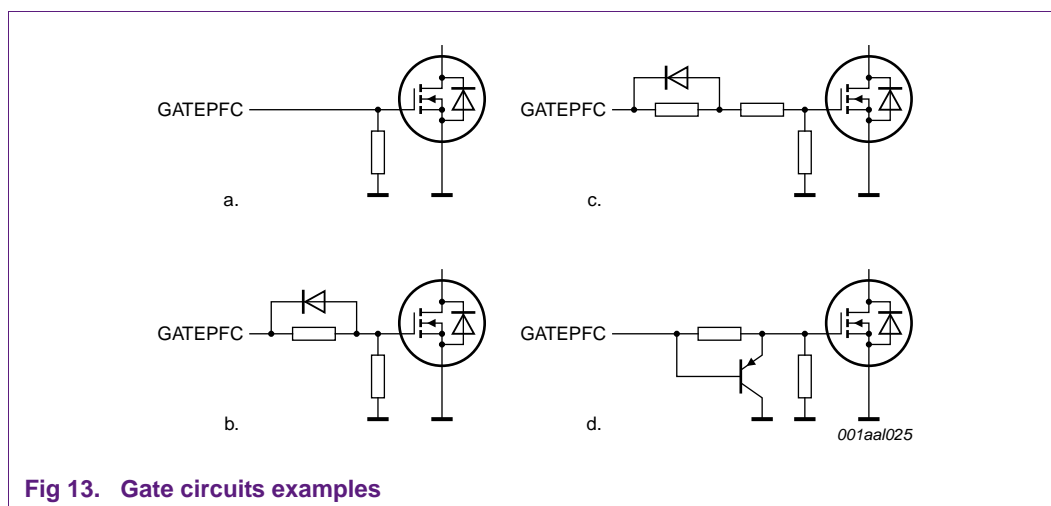 GATEPFC
a.
GATEPFC
c.
GATEPFC
b.
GATEPFC
d.
001aal025
Fig 13. Gate circuits examples